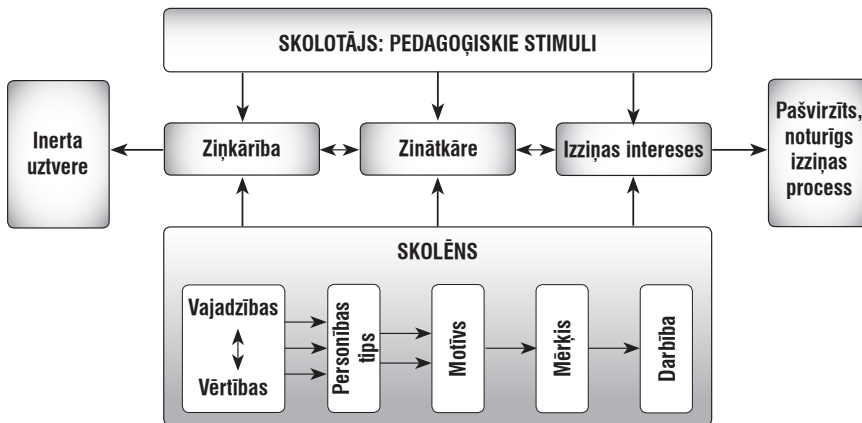 SKOLOTĀJS: PEDAGOĢISKIE STIMULI
Inerta
uztvere
Ziņkārība
Zinātkāre
Izziņas intereses
Pašvirzīts,
noturīgs
izziņas
process
SKOLĒNS
Vajadzības
Vērtības
Personības
tips
Motīvs
Mērķis
Darbība